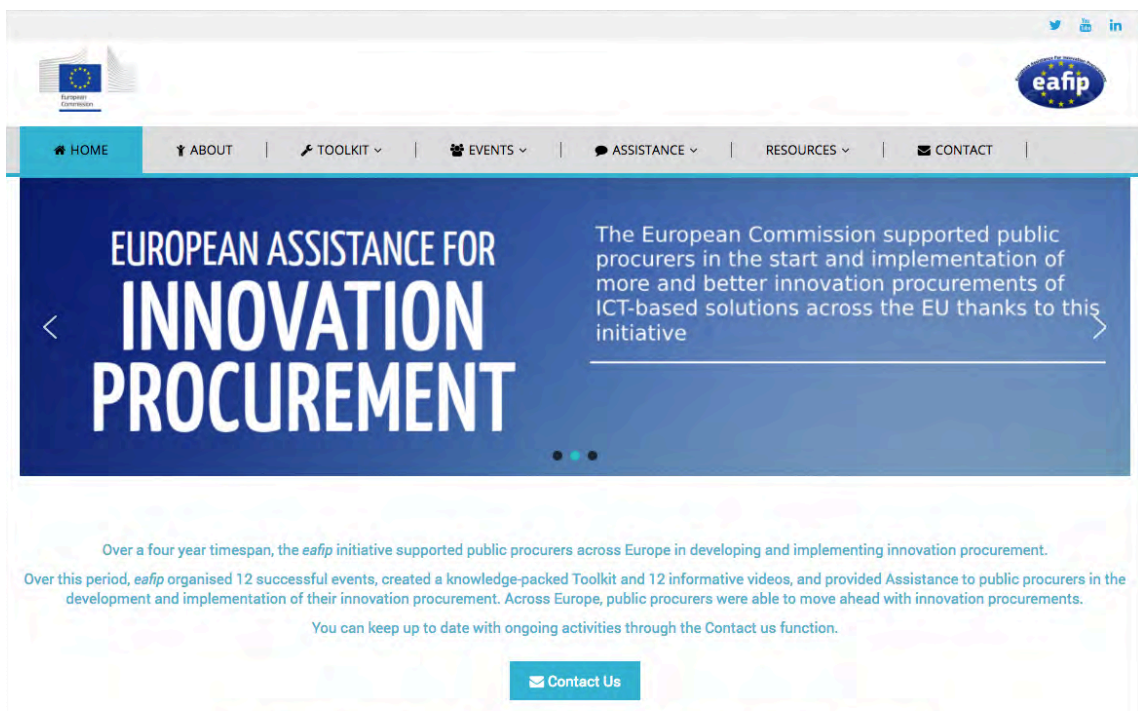 European
Commission
eafip
HOME
ABOUT
TOOLKIT
EVENTS
ASSISTANCE
RESOURCES
CONTACT
EUROPEAN ASSISTANCE FOR
INNOVATION
PROCUREMENT
The European Commission supported public
procurers in the start and implementation of
more and better innovation procurements of
ICT-based solutions across the EU thanks to this
initiative
Over a four year timespan, the eafip initiative supported public procurers across Europe in developing and implementing innovation procurement.
Over this period, eafip organised 12 successful events, created a knowledge-packed Toolkit and 12 informative videos, and provided Assistance to public procurers in the
development and implementation of their innovation procurement. Across Europe, public procurers were able to move ahead with innovation procurements.
You can keep up to date with ongoing activities through the Contact us function.
Contact Us